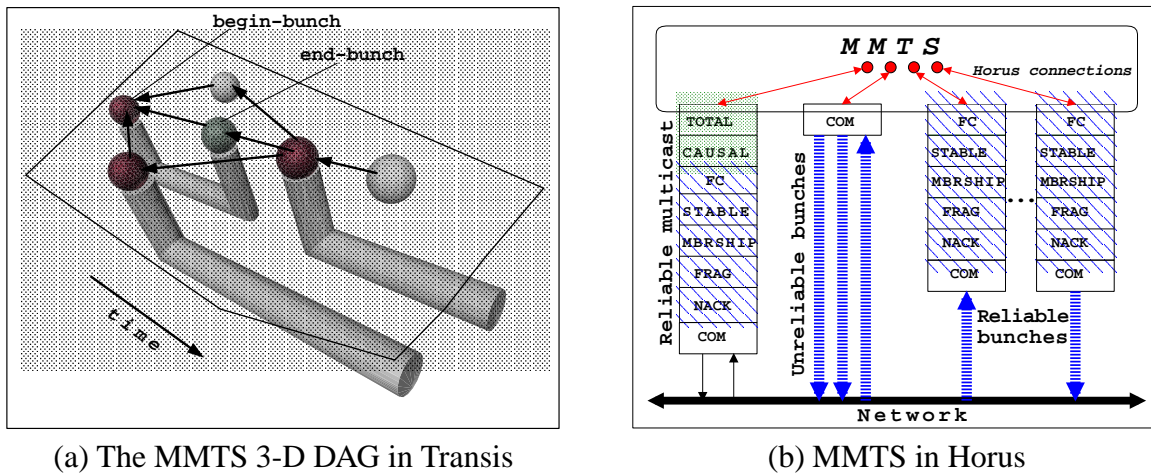 begin-bunch
end-bunch
time
(a) The MMTS 3-D DAG in Transis
MMTS
Horus connections
Reliable multicast
TOTAL
CAUSAL
FC
STABLE
MBRSHIP
FRAG
NACK
COM
Unreliable bunches
COM
FC
STABLE
MBRSHIP
FRAG
NACK
COM
...
FC
STABLE
MBRSHIP
FRAG
NACK
COM
Reliable
bunches
Network
(b) MMTS in Horus